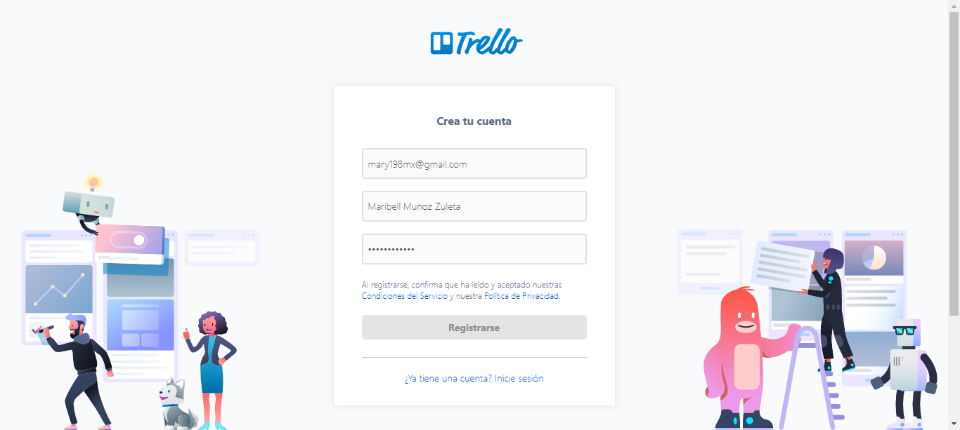 Trello
Crea tu cuenta
mary198mx@gmail.com
Maribell Munoz Zuleta
••••••••••••
Al registrarse, confirma que ha leído y aceptado nuestras
Condiciones del Servicio y nuestra Política de Privacidad.
Registrarse
¿Ya tiene una cuenta? Inicie sesión